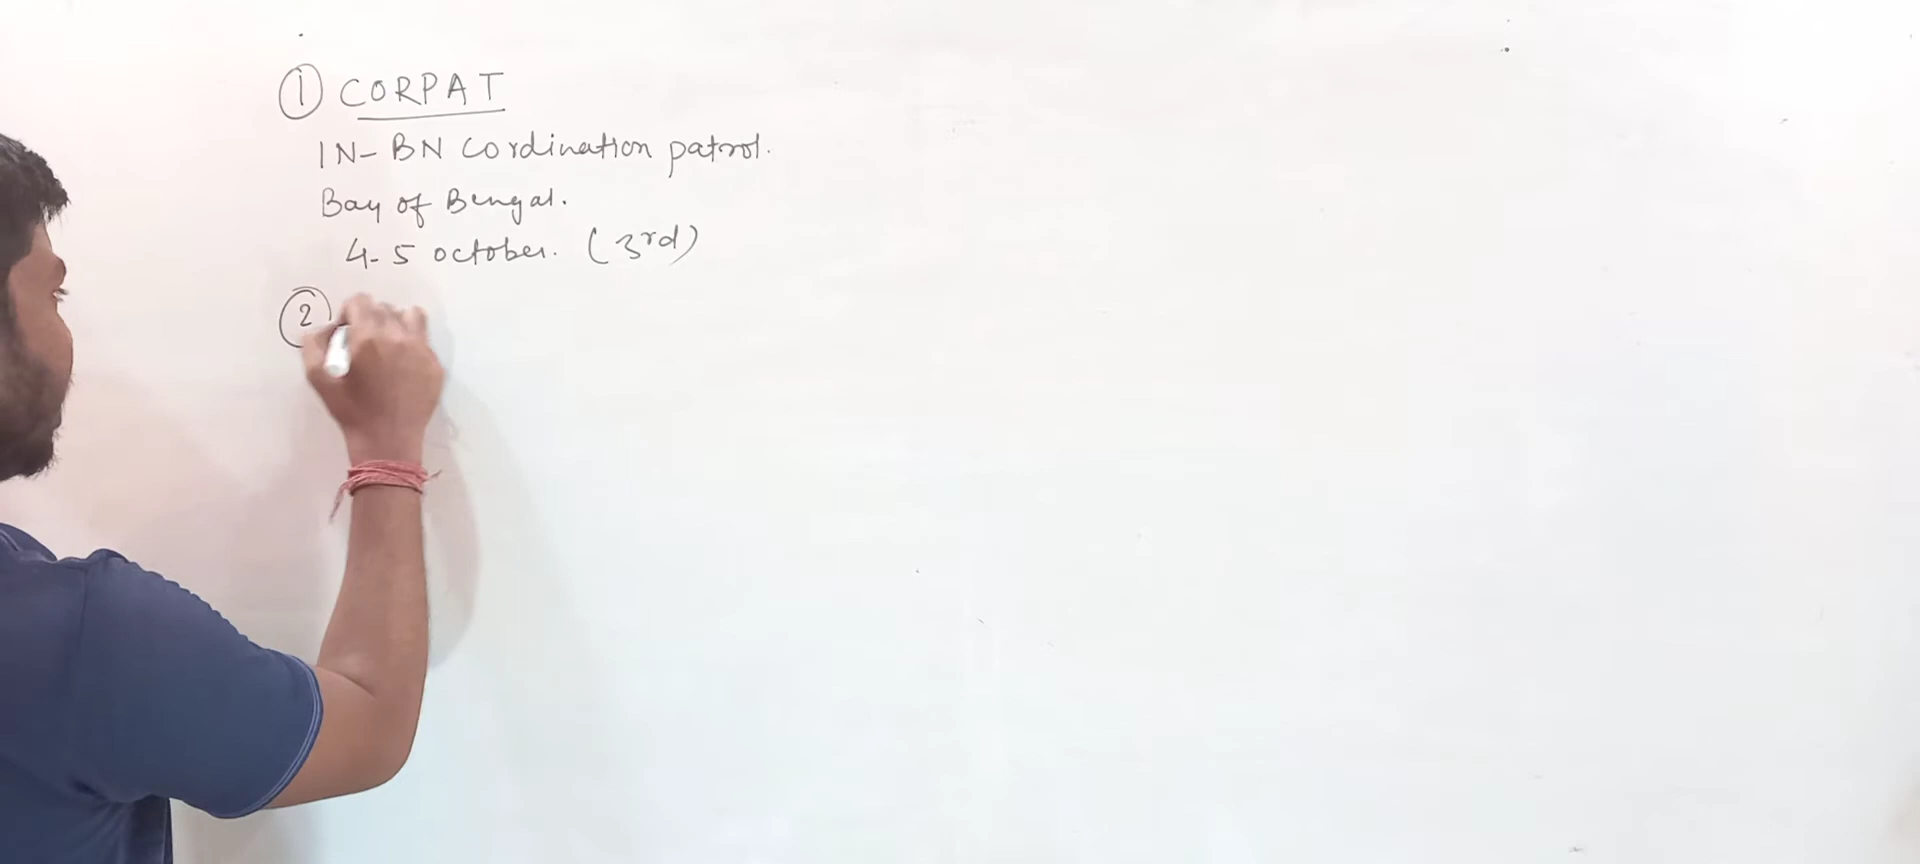 ① CORPAT
IN-BN Cordination patrol.
Bay of Bengal.
4-5 october. (3rd)
②